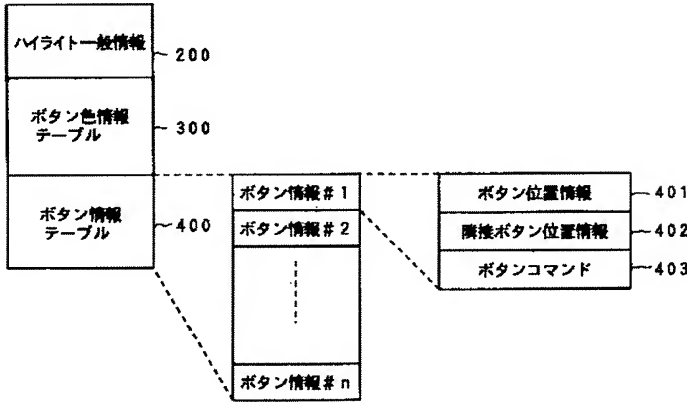 ハイライト一般情報
200
ボタン色情報
テーブル
300
ボタン情報
テーブル
400
ボタン情報#1
ボタン情報#2
ボタン情報#n
ボタン位置情報
401
隣接ボタン位置情報
402
ボタンコマンド
403